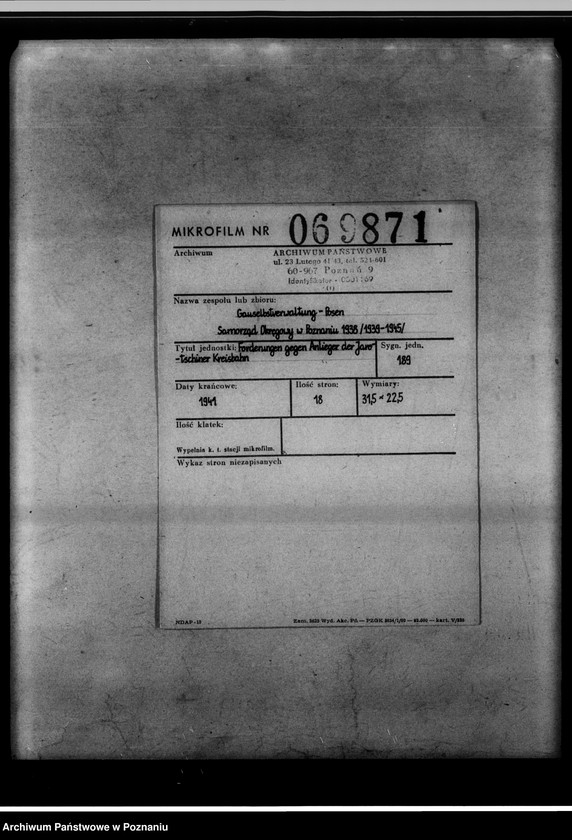 MIKROFILM NR 069871
Archiwum
ARCHIWUM PAŃSTWOWE
ul. 23 Lutego 41/43, tel. 524-601
60-967 Poznań 9
Nazwa zespołu lub zbioru:
Gauselbstverwaltung - Posen
Samorząd Okręgowy w Poznaniu 1938/1939-1945/
Tytuł jednostki: Forderungen gegen Anlieger der Jaro-
-tschiner Kreisbahn
Sygn. jedn.
189
Daty krańcowe:
1941
Ilość stron:
18
Wymiary:
31,5 × 22,5
Ilość klatek:
Wypełnia k. t. stacji mikrofilm.
Wykaz stron niezapisanych
Archiwum Państwowe w Poznaniu